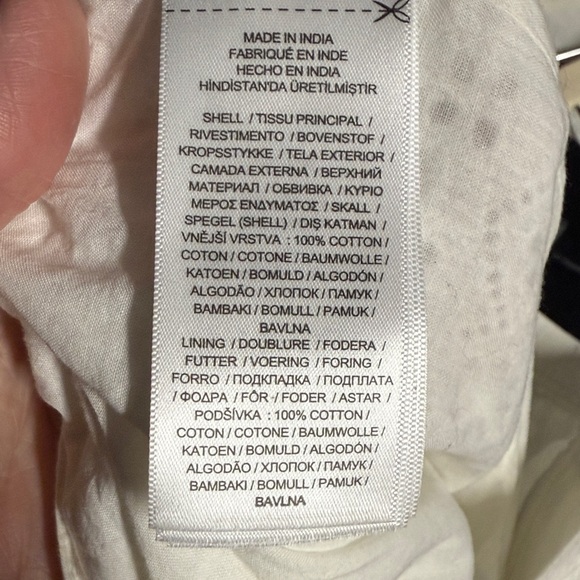 MADE IN INDIA
FABRIQUÉ EN INDE
HECHO EN INDIA
HİNDİSTAN'DA ÜRETİLMİŞTİR
SHELL / TISSU PRINCIPAL /
RIVESTIMENTO / BOVENSTOF /
KROPSSTYKKE / TELA EXTERIOR /
CAMADA EXTERNA / ВЕРХНИЙ
МАТЕРИАЛ / ОБВИВКА / ΚΥΡΙΟ
ΜΕΡΟΣ ΕΝΔΥΜΑΤΟΣ / SKALL /
SPEGEL (SHELL) / DIŞ KATMAN /
VNĚJŠÍ VRSTVA : 100% COTTON /
COTON / COTONE / BAUMWOLLE /
KATOEN / BOMULD / ALGODÓN /
ALGODÃO / ХЛОПОК / ПАМУК /
BAMBAKI / BOMULL / PAMUK /
BAVLNA
LINING / DOUBLURE / FODERA /
FUTTER / VOERING / FORING /
FORRO / ПОДКЛАДКА / ПОДПЛАТА
/ ΦΟΔΡΑ / FÔR / FODER / ASTAR /
PODŠÍVKA : 100% COTTON /
COTON / COTONE / BAUMWOLLE /
KATOEN / BOMULD / ALGODÓN /
ALGODÃO / ХЛОПОК / ПАМУК /
BAMBAKI / BOMULL / PAMUK /
BAVLNA